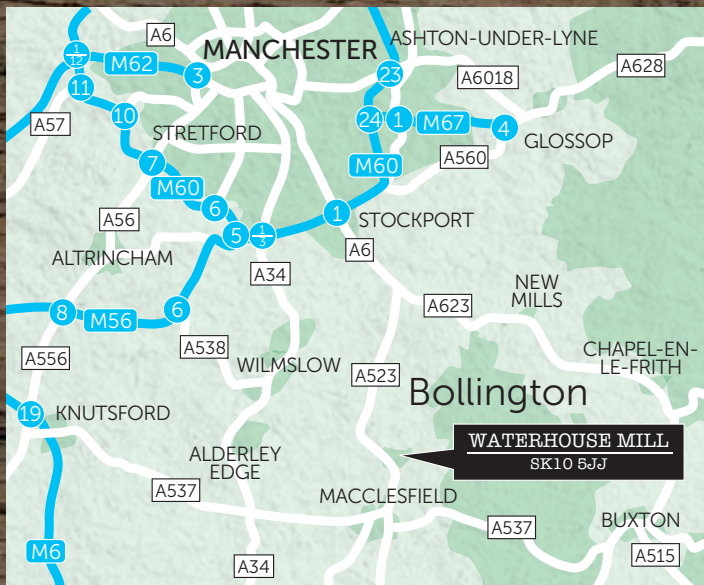 A6
MANCHESTER
ASHTON-UNDER-LYNE
1
12
M62
3
23
A6018
A628
11
10
A57
STRETFORD
24
1
M67
4
GLOSSOP
7
M60
M60
A560
A56
6
1
STOCKPORT
5
1
3
A6
ALTRINCHAM
A34
NEW
MILLS
8
M56
6
A623
A556
A538
WILMSLOW
A523
CHAPEL-EN-
LE-FRITH
Bollington
19
KNUTSFORD
WATERHOUSE MILL
SK10 5JJ
ALDERLEY
EDGE
A537
MACCLESFIELD
A537
BUXTON
M6
A34
A515